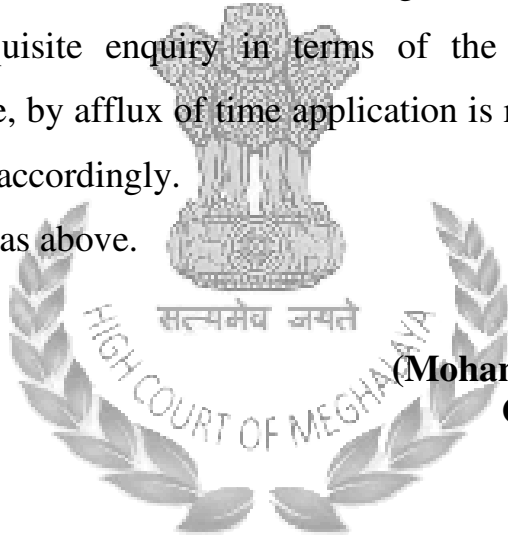 quisite enquiry in terms of the
e, by afflux of time application is
accordingly.
as above.
सत्यमेव जयते
HIGH COURT OF MEGHALAYA
(Mohan